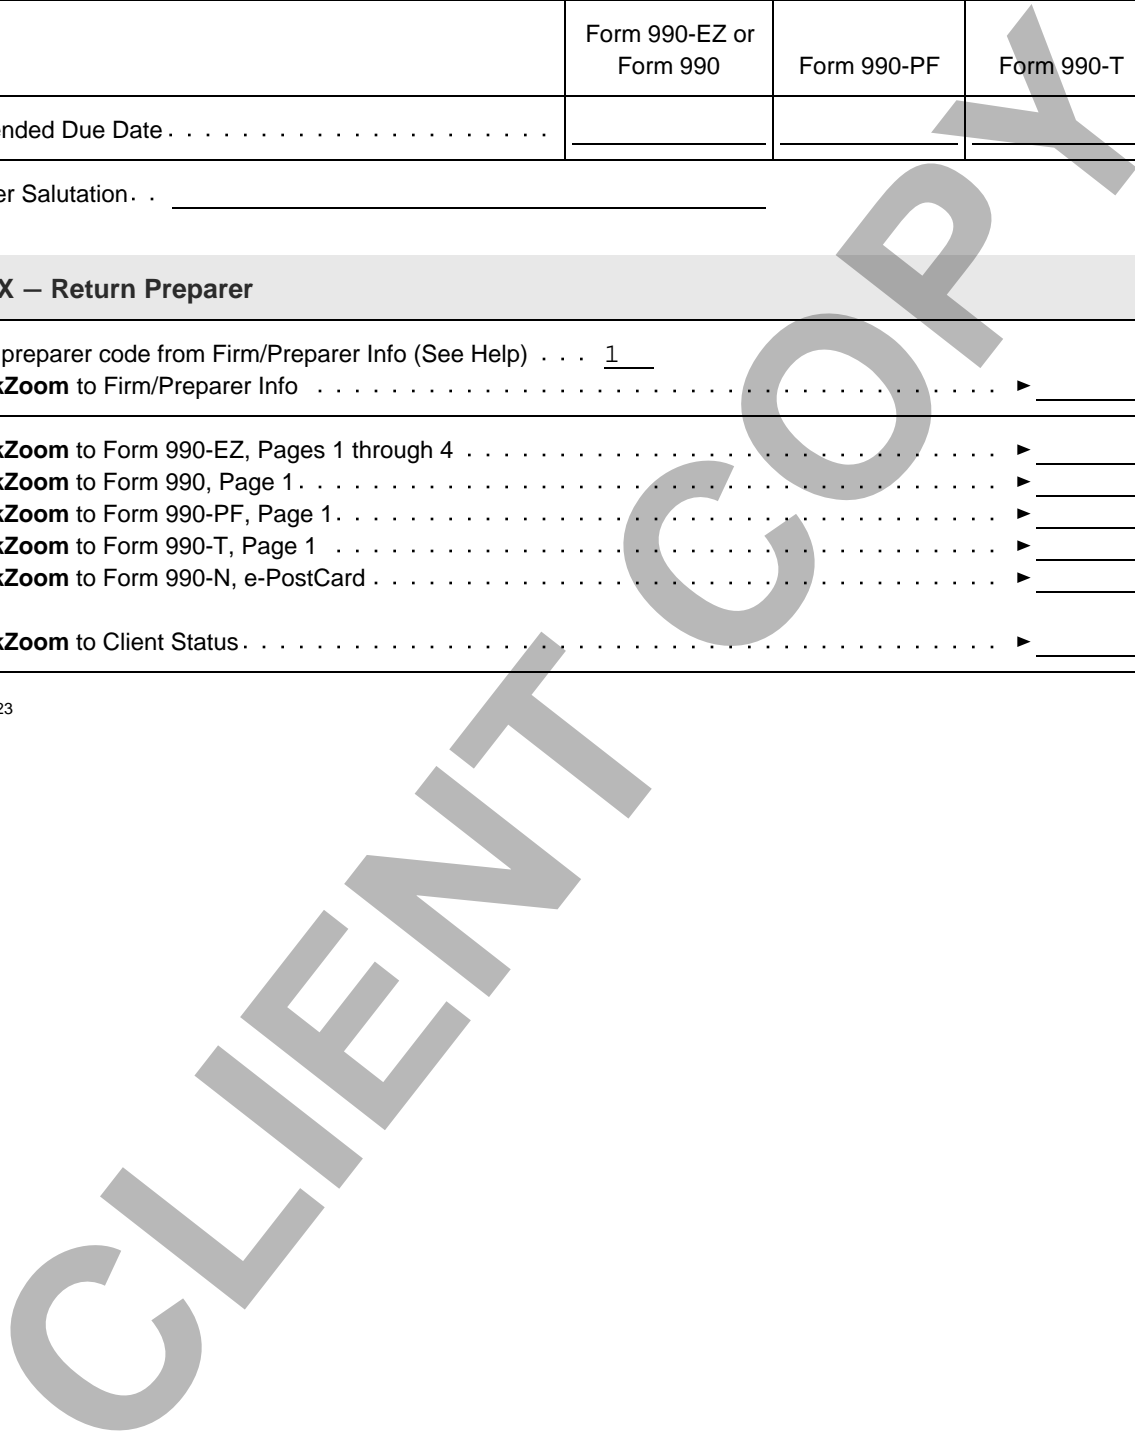 Form 990-EZ or
Form 990
Form 990-PF
Form 990-T
ended Due Date
er Salutation
X – Return Preparer
preparer code from Firm/Preparer Info (See Help) . . . 1
kZoom to Firm/Preparer Info
kZoom to Form 990-EZ, Pages 1 through 4
kZoom to Form 990, Page 1
kZoom to Form 990-PF, Page 1
kZoom to Form 990-T, Page 1
kZoom to Form 990-N, e-PostCard
kZoom to Client Status
23
CLIENT COPY